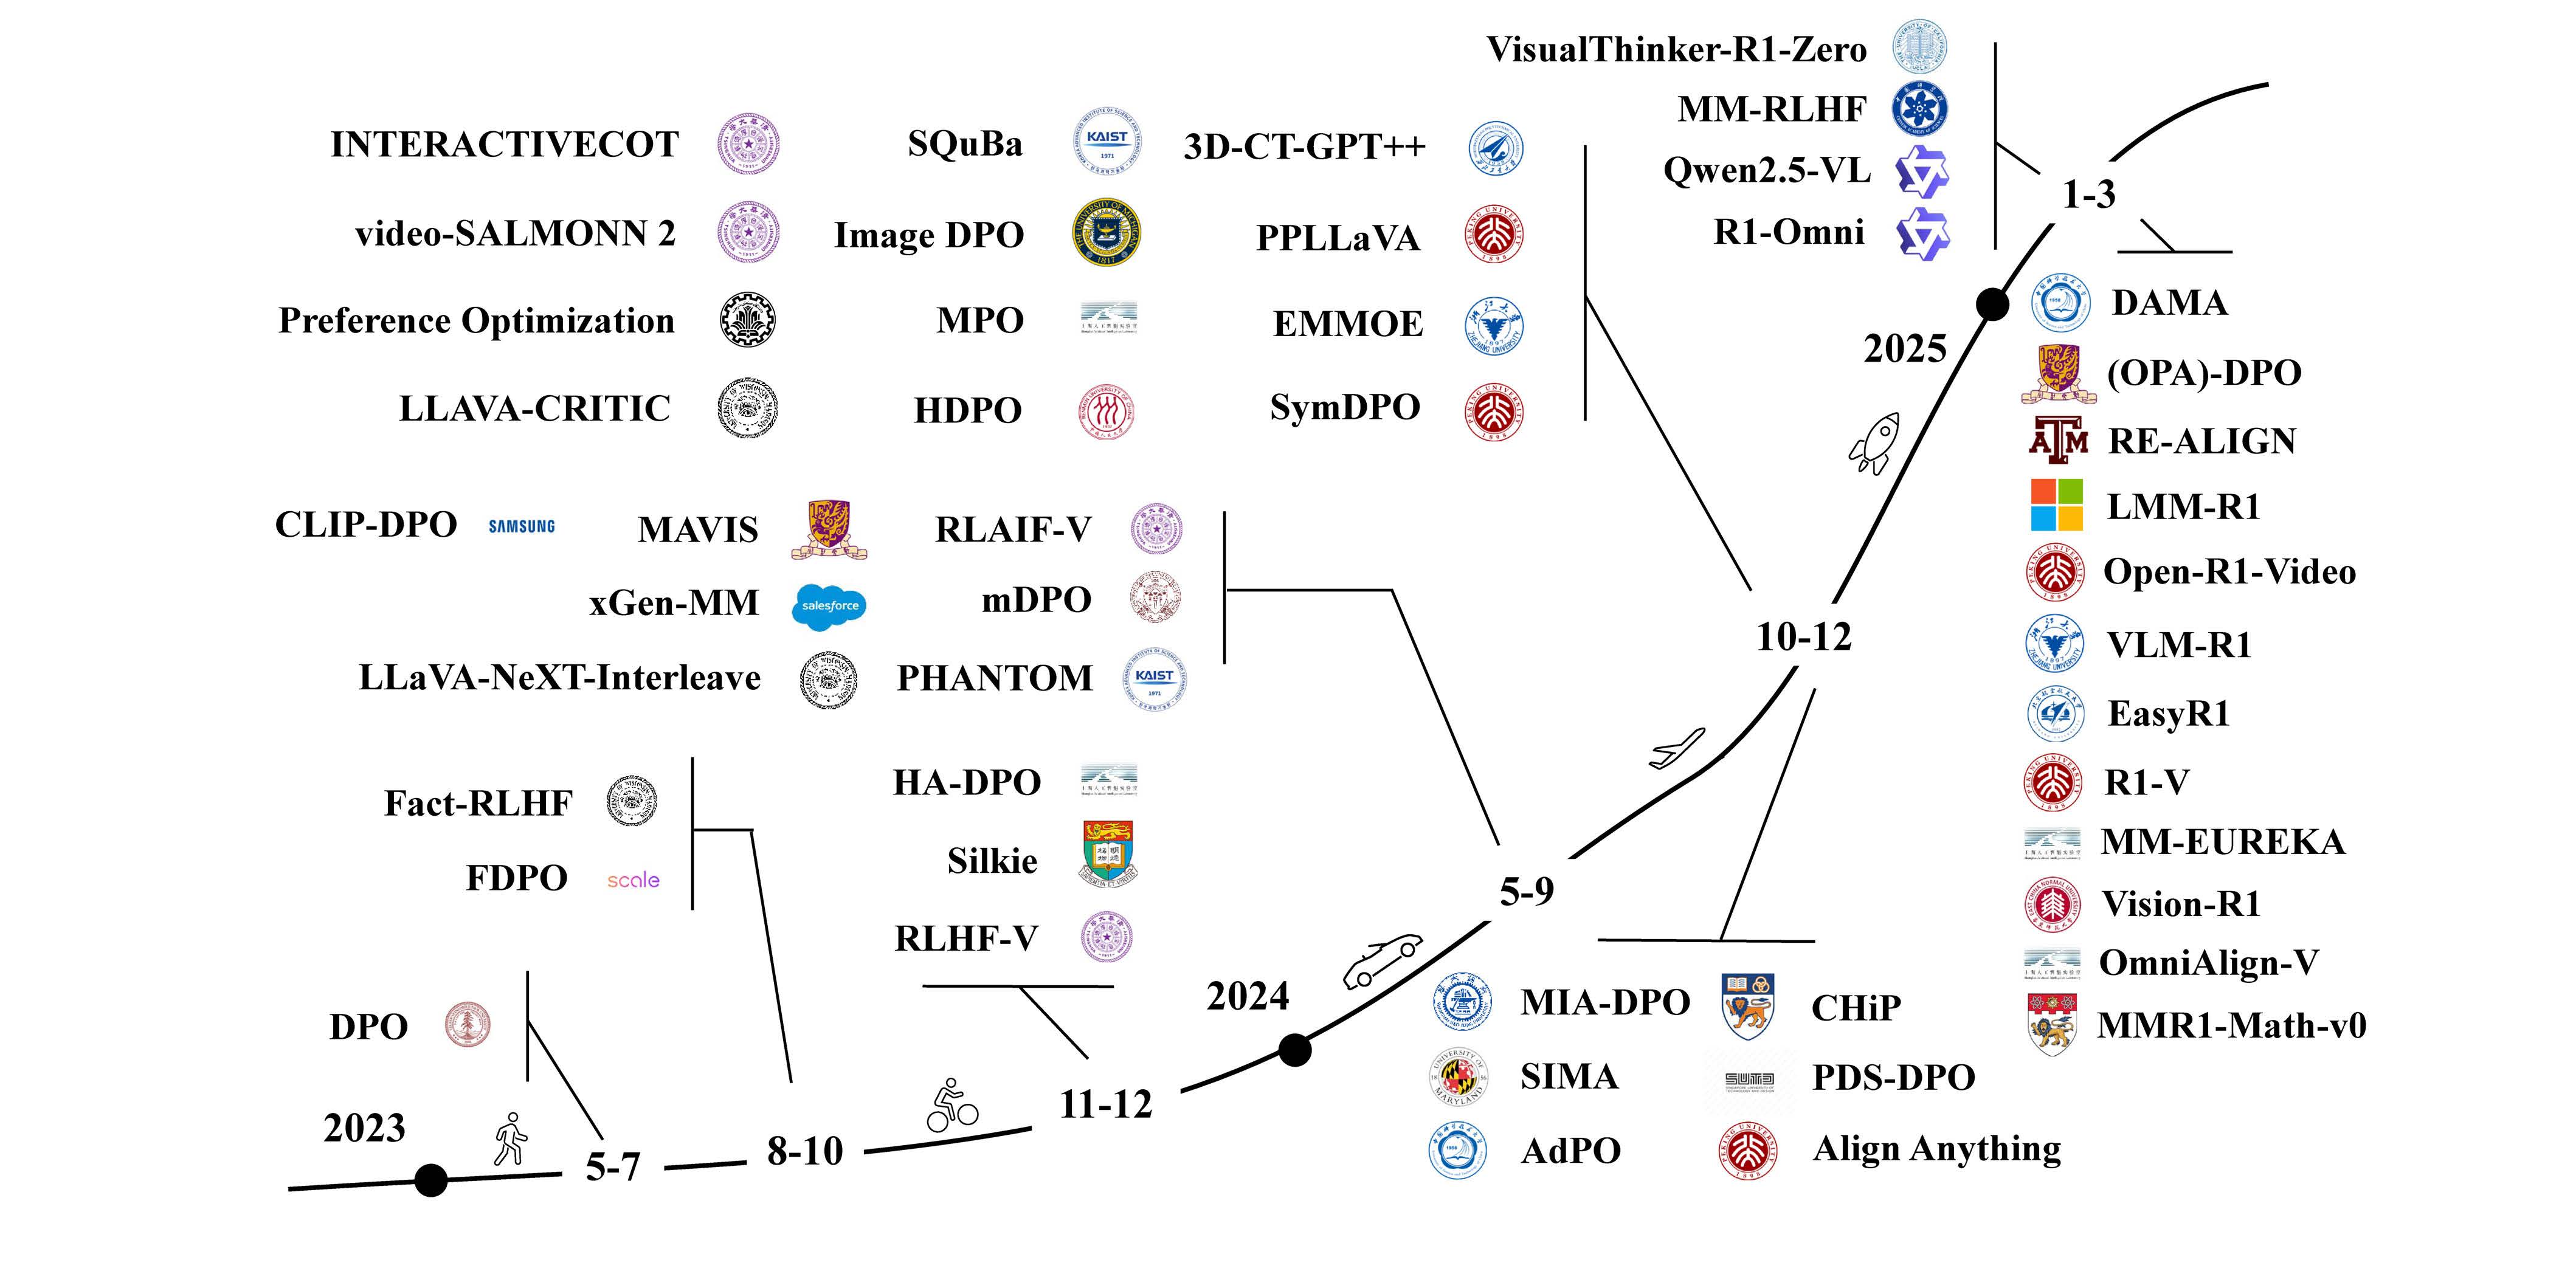 VisualThinker-R1-Zero
MM-RLHF
Qwen2.5-VL
R1-Omni
1-3
INTERACTIVECOT
SQuBa
KAIST
1971
3D-CT-GPT++
video-SALMONN 2
Image DPO
PPLLaVA
Preference Optimization
MPO
EMMOE
LLAVA-CRITIC
HDPO
SymDPO
2025
DAMA
(OPA)-DPO
RE-ALIGN
LMM-R1
Open-R1-Video
VLM-R1
EasyR1
R1-V
MM-EUREKA
Vision-R1
OmniAlign-V
MMR1-Math-v0
10-12
CLIP-DPO
SAMSUNG
MAVIS
RLAIF-V
xGen-MM
salesforce
mDPO
LLaVA-NeXT-Interleave
PHANTOM
KAIST
1971
5-9
Fact-RLHF
FDPO
scale
HA-DPO
Silkie
RLHF-V
2024
MIA-DPO
CHiP
SIMA
PDS-DPO
AdPO
Align Anything
DPO
2023
5-7
8-10
11-12